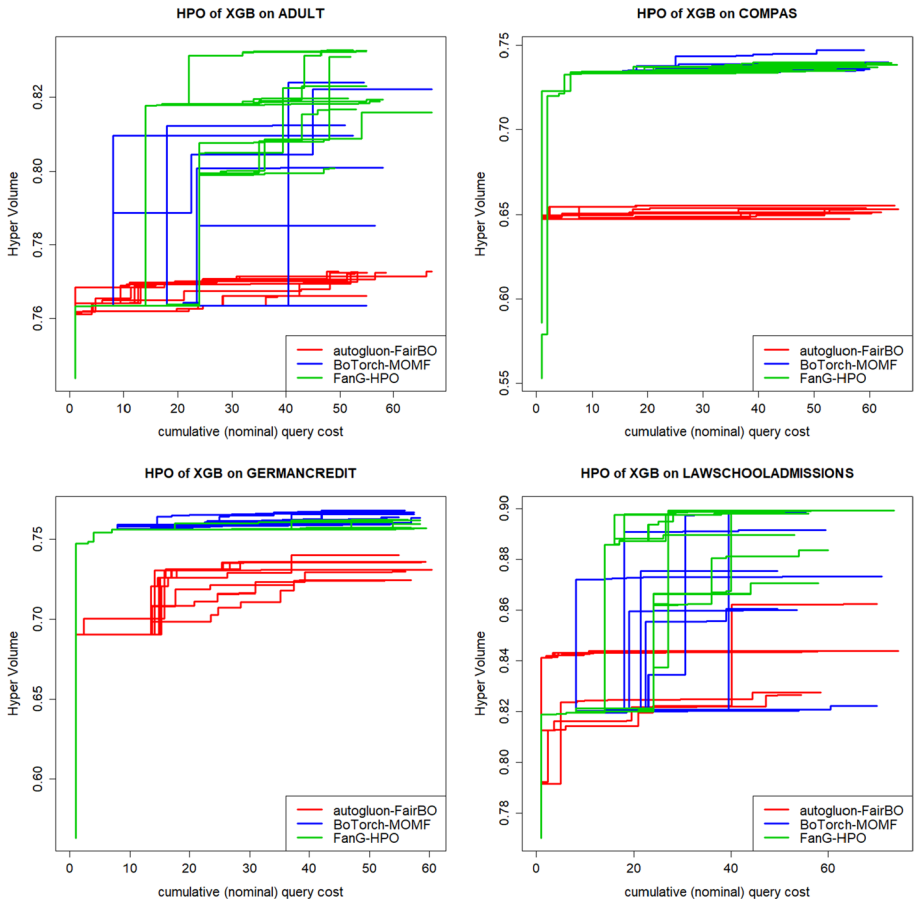 HPO of XGB on ADULT
Hyper Volume
0.82
0.80
0.78
0.76
autogluon-FairBO
BoTorch-MOMF
FanG-HPO
0 10 20 30 40 50 60
cumulative (nominal) query cost
HPO of XGB on COMPAS
Hyper Volume
0.75
0.70
0.65
0.60
0.55
autogluon-FairBO
BoTorch-MOMF
FanG-HPO
0 10 20 30 40 50 60
cumulative (nominal) query cost
HPO of XGB on GERMANCREDIT
Hyper Volume
0.75
0.70
0.65
0.60
autogluon-FairBO
BoTorch-MOMF
FanG-HPO
0 10 20 30 40 50 60
cumulative (nominal) query cost
HPO of XGB on LAWSCHOOLADMISSIONS
Hyper Volume
0.90
0.88
0.86
0.84
0.82
0.80
0.78
autogluon-FairBO
BoTorch-MOMF
FanG-HPO
0 20 40 60
cumulative (nominal) query cost